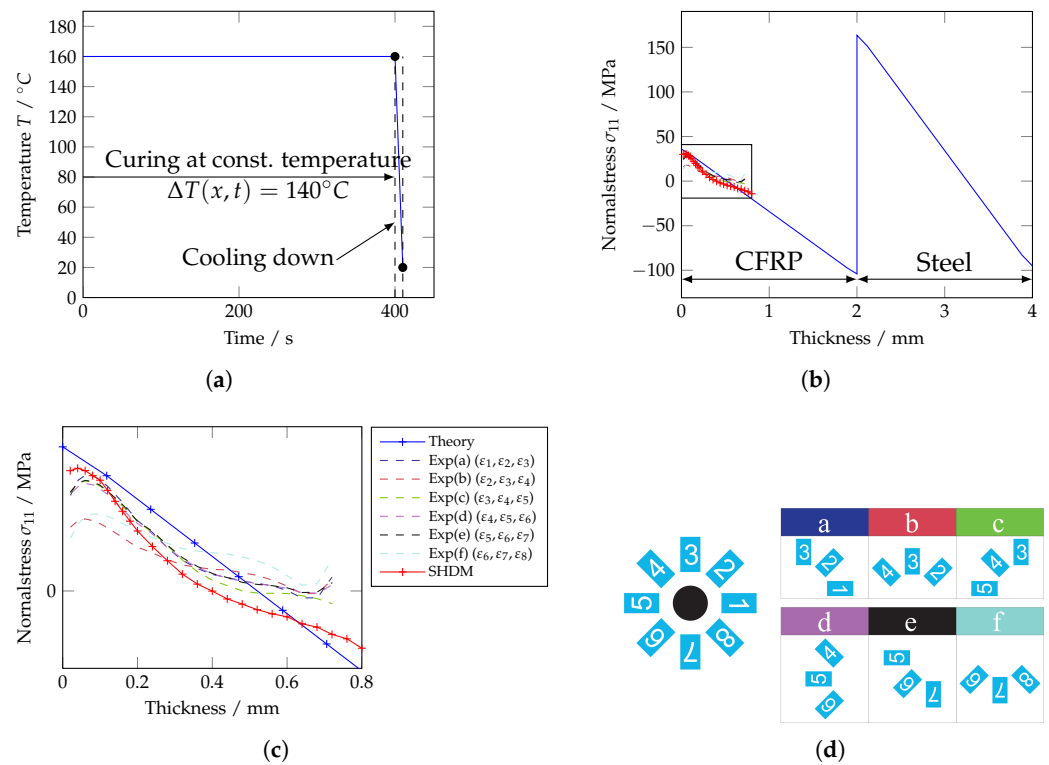 180
160
140
120
100
80
60
40
20
0
Temperature T / °C
Curing at const. temperature
ΔT(x, t) = 140°C
Cooling down
0
200
400
Time / s
(a)
150
100
50
0
−50
−100
Nornalstress σ11 / MPa
CFRP
Steel
0
1
2
3
4
Thickness / mm
(b)
0
Nornalstress σ11 / MPa
0
0.2
0.4
0.6
0.8
Thickness / mm
Theory
Exp(a) (ε1, ε2, ε3)
Exp(b) (ε2, ε3, ε4)
Exp(c) (ε3, ε4, ε5)
Exp(d) (ε4, ε5, ε6)
Exp(e) (ε5, ε6, ε7)
Exp(f) (ε6, ε7, ε8)
SHDM
(c)
3
4
2
5
1
6
8
7
a
b
c
3
2
1
4
3
2
3
4
5
d
e
f
4
5
6
5
6
7
6
7
8
(d)